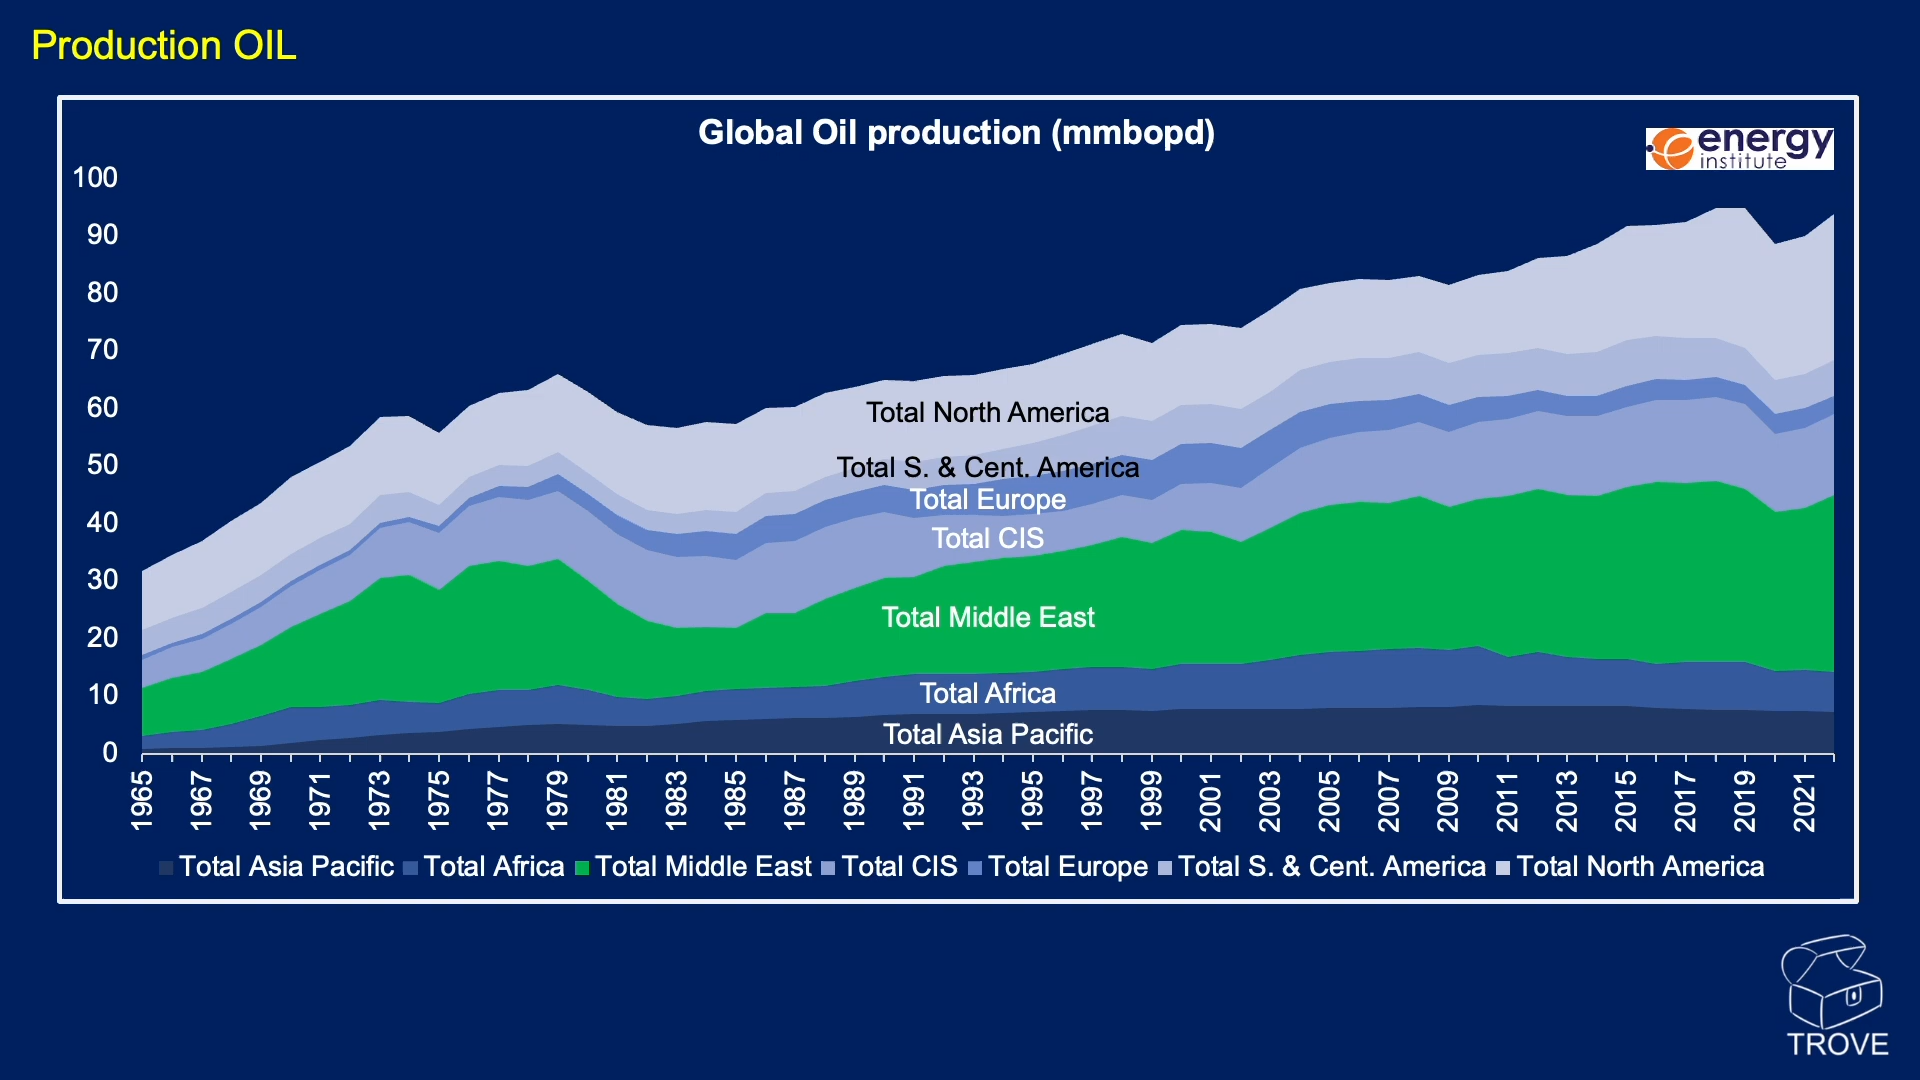 Production OIL
Global Oil production (mmbopd)
energy
institute
100
90
80
70
60
50
40
30
20
10
0
Total North America
Total S. & Cent. America
Total Europe
Total CIS
Total Middle East
Total Africa
Total Asia Pacific
1965 1967 1969 1971 1973 1975 1977 1979 1981 1983 1985 1987 1989 1991 1993 1995 1997 1999 2001 2003 2005 2007 2009 2011 2013 2015 2017 2019 2021
Total Asia Pacific Total Africa Total Middle East Total CIS Total Europe Total S. & Cent. America Total North America
TROVE